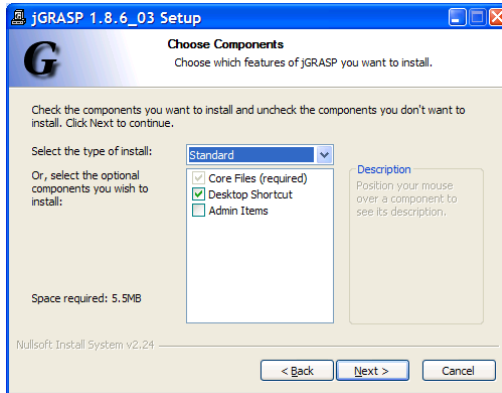 jGRASP 1.8.6_03 Setup
G
Choose Components
Choose which features of jGRASP you want to install.
Check the components you want to install and uncheck the components you don't want to
install. Click Next to continue.
Select the type of install:
Standard
Or, select the optional
components you wish to
install:
Core Files (required)
Desktop Shortcut
Admin Items
Description
Position your mouse
over a component to
see its description.
Space required: 5.5MB
Nullsoft Install System v2.24
< Back
Next >
Cancel